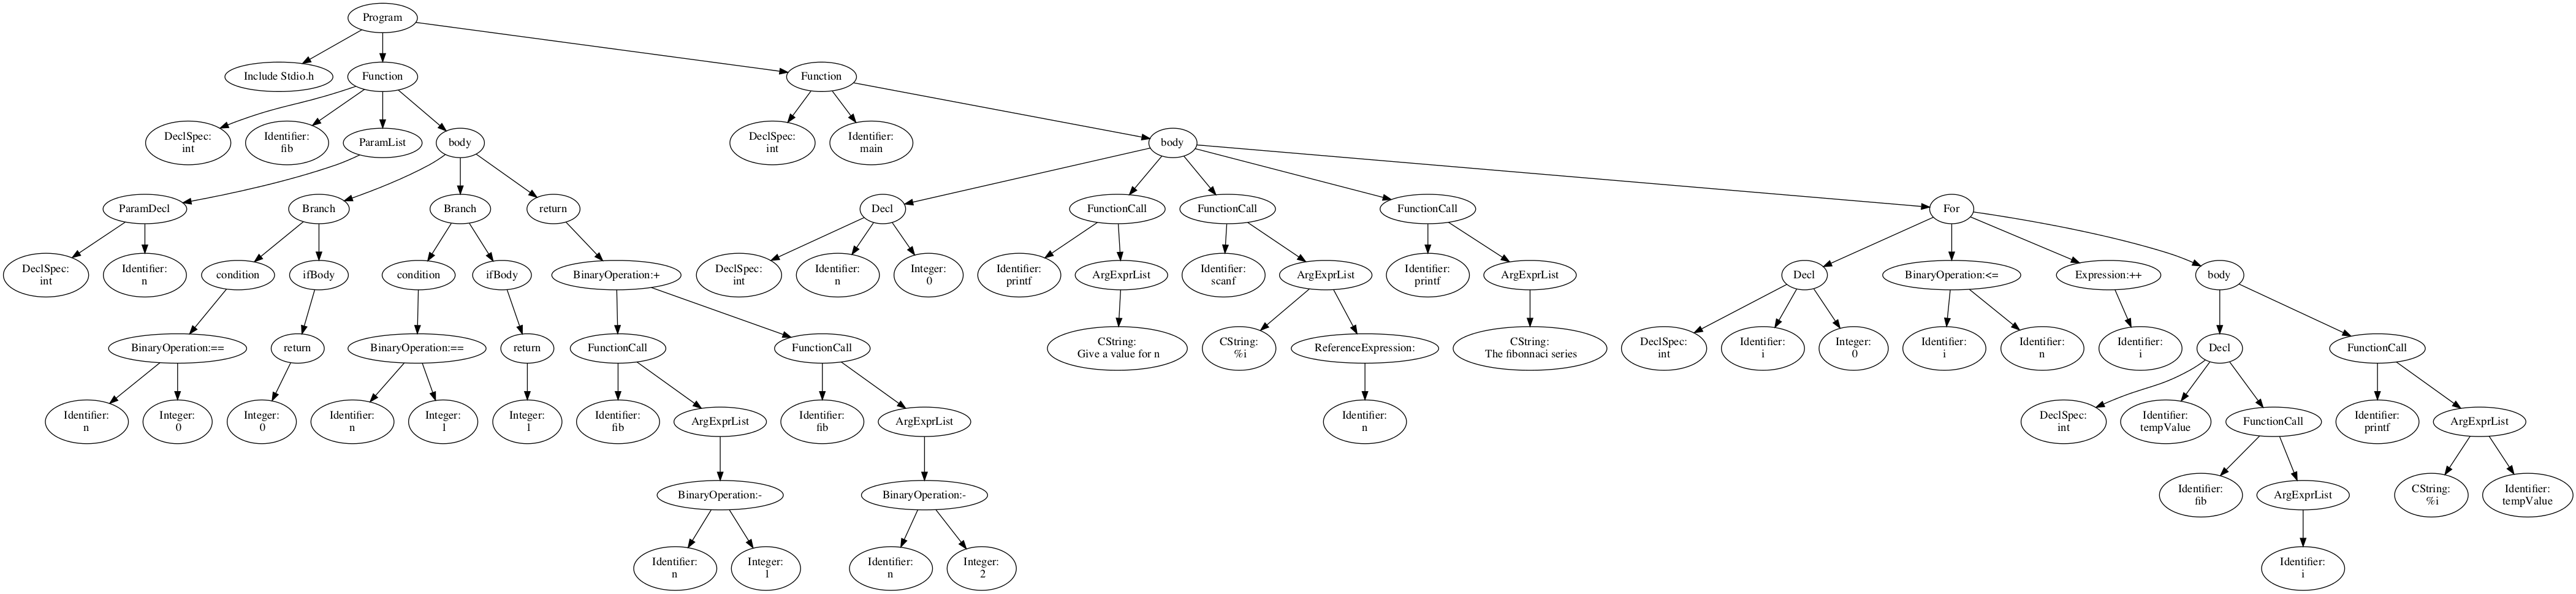 Program
Include Stdio.h
Function
Function
DeclSpec:
int
Identifier:
fib
ParamList
body
DeclSpec:
int
Identifier:
main
body
ParamDecl
Branch
Branch
return
Decl
FunctionCall
FunctionCall
FunctionCall
For
DeclSpec:
int
Identifier:
n
condition
ifBody
condition
ifBody
BinaryOperation:+
DeclSpec:
int
Identifier:
n
Integer:
0
Identifier:
printf
ArgExprList
Identifier:
scanf
ArgExprList
Identifier:
printf
ArgExprList
Decl
BinaryOperation:<=
Expression:++
body
BinaryOperation:==
return
BinaryOperation:==
return
FunctionCall
FunctionCall
CString:
Give a value for n
CString:
%i
ReferenceExpression:
CString:
The fibonnaci series
DeclSpec:
int
Identifier:
i
Integer:
0
Identifier:
i
Identifier:
n
Identifier:
i
Decl
FunctionCall
Identifier:
n
Integer:
0
Integer:
0
Identifier:
n
Integer:
1
Integer:
1
Identifier:
fib
ArgExprList
Identifier:
fib
ArgExprList
Identifier:
n
DeclSpec:
int
Identifier:
tempValue
FunctionCall
Identifier:
printf
ArgExprList
BinaryOperation:-
BinaryOperation:-
Identifier:
fib
ArgExprList
CString:
%i
Identifier:
tempValue
Identifier:
n
Integer:
1
Identifier:
n
Integer:
2
Identifier:
i